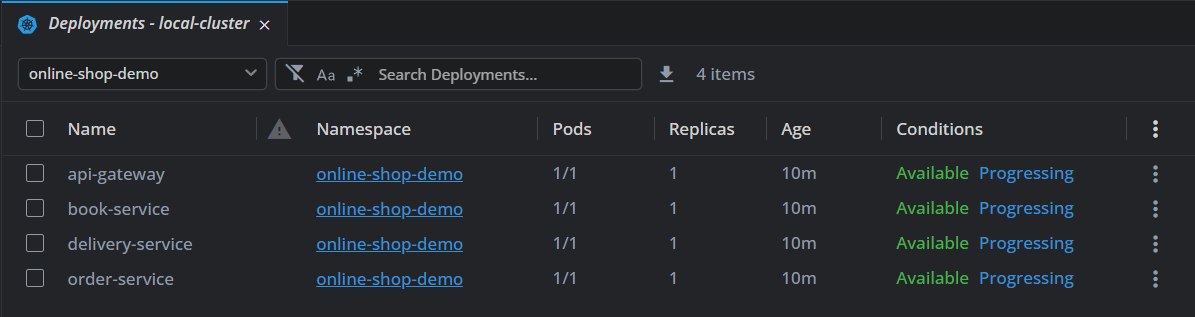 Deployments - local-cluster
online-shop-demo Aa .* Search Deployments... 4 items
Name Namespace Pods Replicas Age Conditions
api-gateway online-shop-demo 1/1 1 10m Available Progressing
book-service online-shop-demo 1/1 1 10m Available Progressing
delivery-service online-shop-demo 1/1 1 10m Available Progressing
order-service online-shop-demo 1/1 1 10m Available Progressing